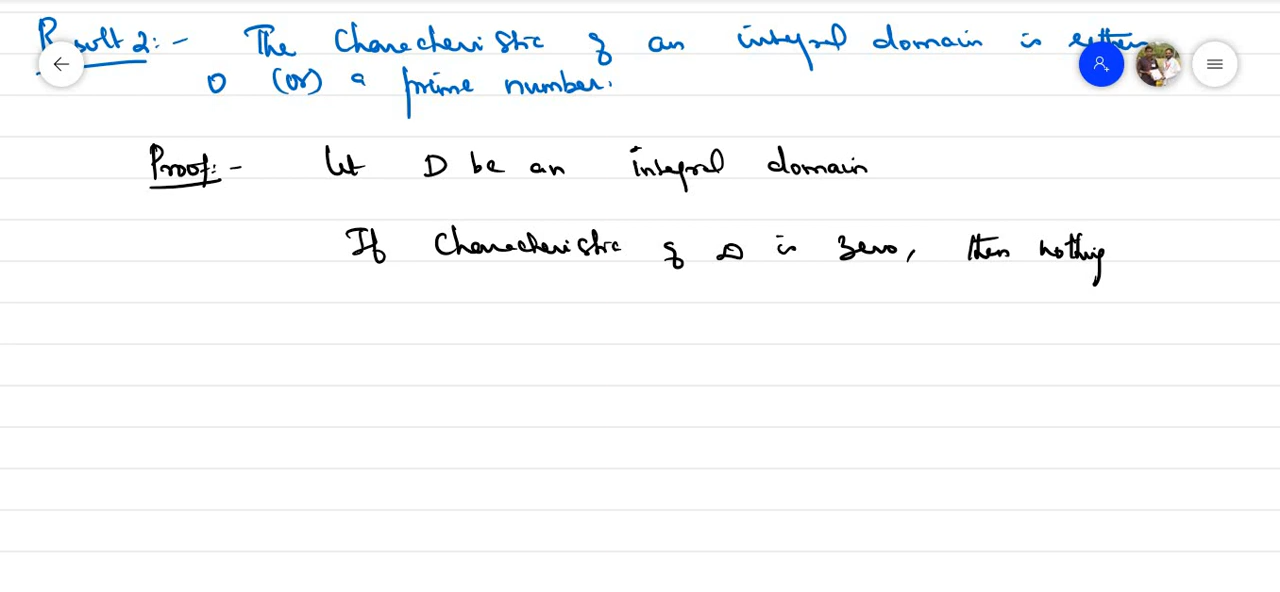 Result 2:- The Characteristic of an integral domain is either
0 (or) a prime number.
Proof:- Let D be an integral domain
If Characteristic of D is zero, then nothing